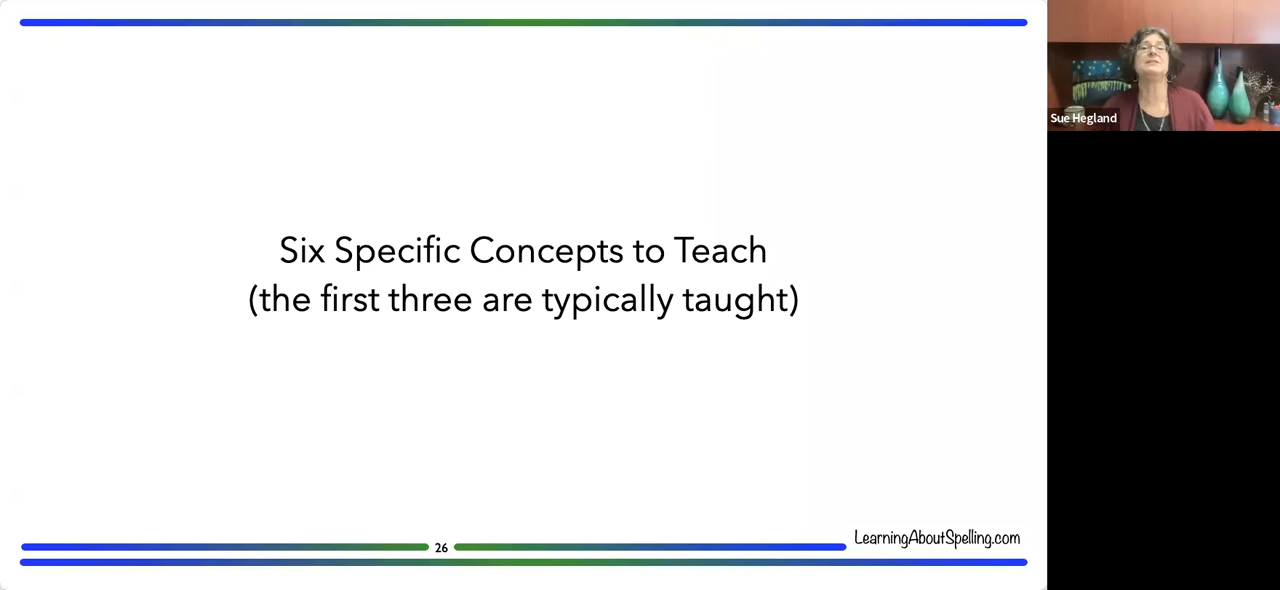 Six Specific Concepts to Teach
(the first three are typically taught)
Sue Hegland
26
LearningAboutSpelling.com